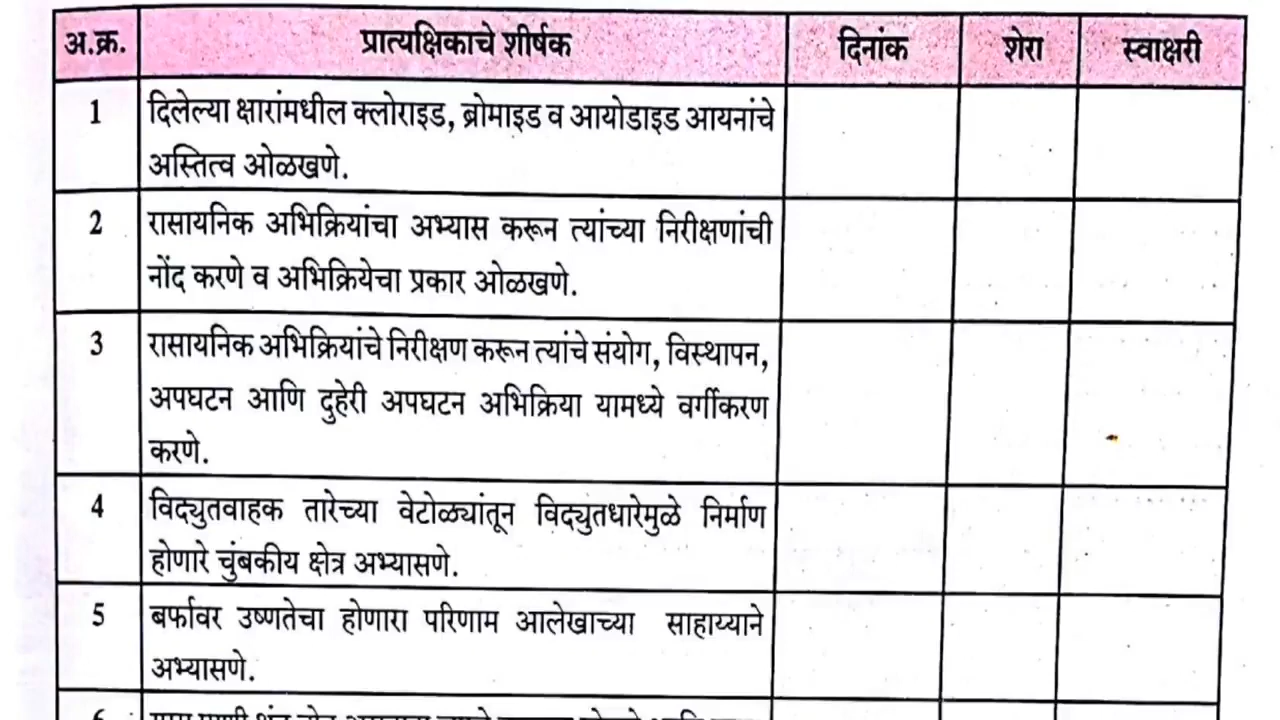 अ.क्र. प्रात्यक्षिकाचे शीर्षक दिनांक शेरा स्वाक्षरी
1 दिलेल्या क्षारांमधील क्लोराइड, ब्रोमाइड व आयोडाइड आयनांचे
अस्तित्व ओळखणे.
2 रासायनिक अभिक्रियांचा अभ्यास करून त्यांच्या निरीक्षणांची
नोंद करणे व अभिक्रियेचा प्रकार ओळखणे.
3 रासायनिक अभिक्रियांचे निरीक्षण करून त्यांचे संयोग, विस्थापन,
अपघटन आणि दुहेरी अपघटन अभिक्रिया यामध्ये वर्गीकरण
करणे.
4 विद्युतवाहक तारेच्या वेटोळ्यांतून विद्युतधारेमुळे निर्माण
होणारे चुंबकीय क्षेत्र अभ्यासणे.
5 बर्फावर उष्णतेचा होणारा परिणाम आलेखाच्या साहाय्याने
अभ्यासणे.
6